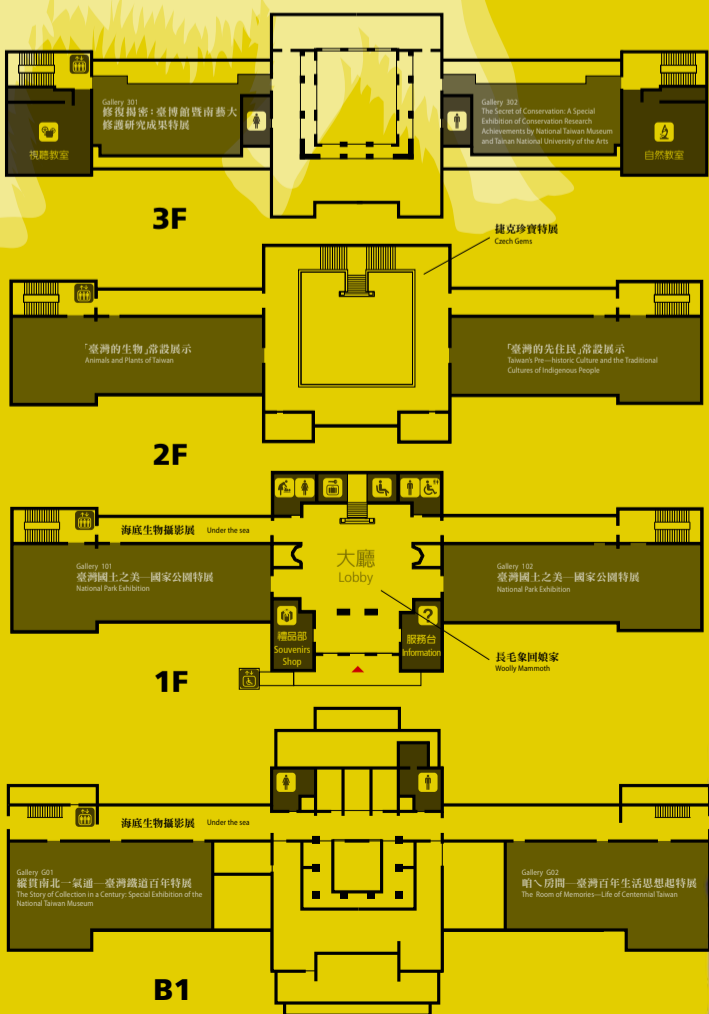 Gallery 301
修復揭密：臺博館暨南藝大
修護研究成果特展
視聽教室
Gallery 302
The Secret of Conservation: A Special
Exhibition of Conservation Research
Achievements by National Taiwan Museum
and Tainan National University of the Arts
自然教室
3F
捷克珍寶特展
Czech Gems
「臺灣的生物」常設展示
Animals and Plants of Taiwan
「臺灣的先住民」常設展示
Taiwan's Pre—historic Culture and the Traditional
Cultures of Indigenous People
2F
海底生物攝影展 Under the sea
Gallery 101
臺灣國土之美—國家公園特展
National Park Exhibition
大廳
Lobby
Gallery 102
臺灣國土之美—國家公園特展
National Park Exhibition
禮品部
Souvenirs
Shop
?
服務台
Information
長毛象回娘家
Woolly Mammoth
1F
海底生物攝影展 Under the sea
Gallery G01
縱貫南北一氣通—臺灣鐵道百年特展
The Story of Collection in a Century: Special Exhibition of the
National Taiwan Museum
Gallery G02
咱ㄟ房間—臺灣百年生活思想起特展
The Room of Memories—Life of Centennial Taiwan
B1